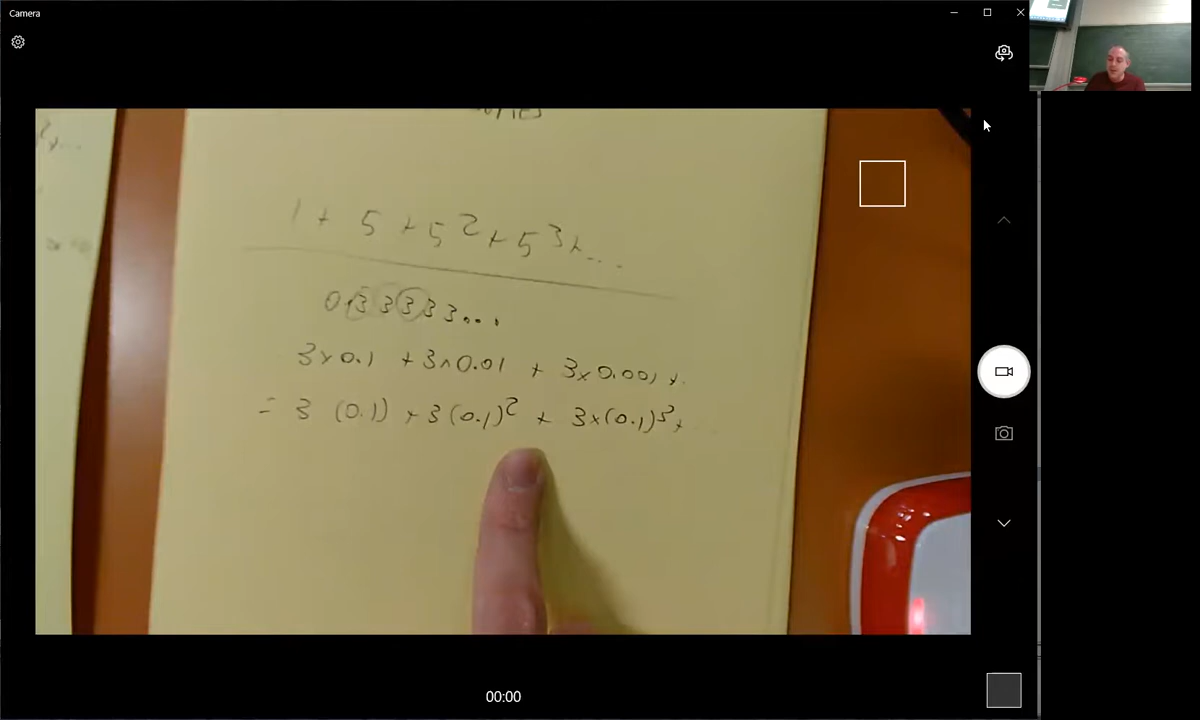 Camera
1 + 5 + 5² + 5³ + ...
0.33333...
3×0.1 + 3×0.01 + 3×0.001 + .
= 3 (0.1) + 3(0.1)² + 3×(0.1)³ + ...
00:00